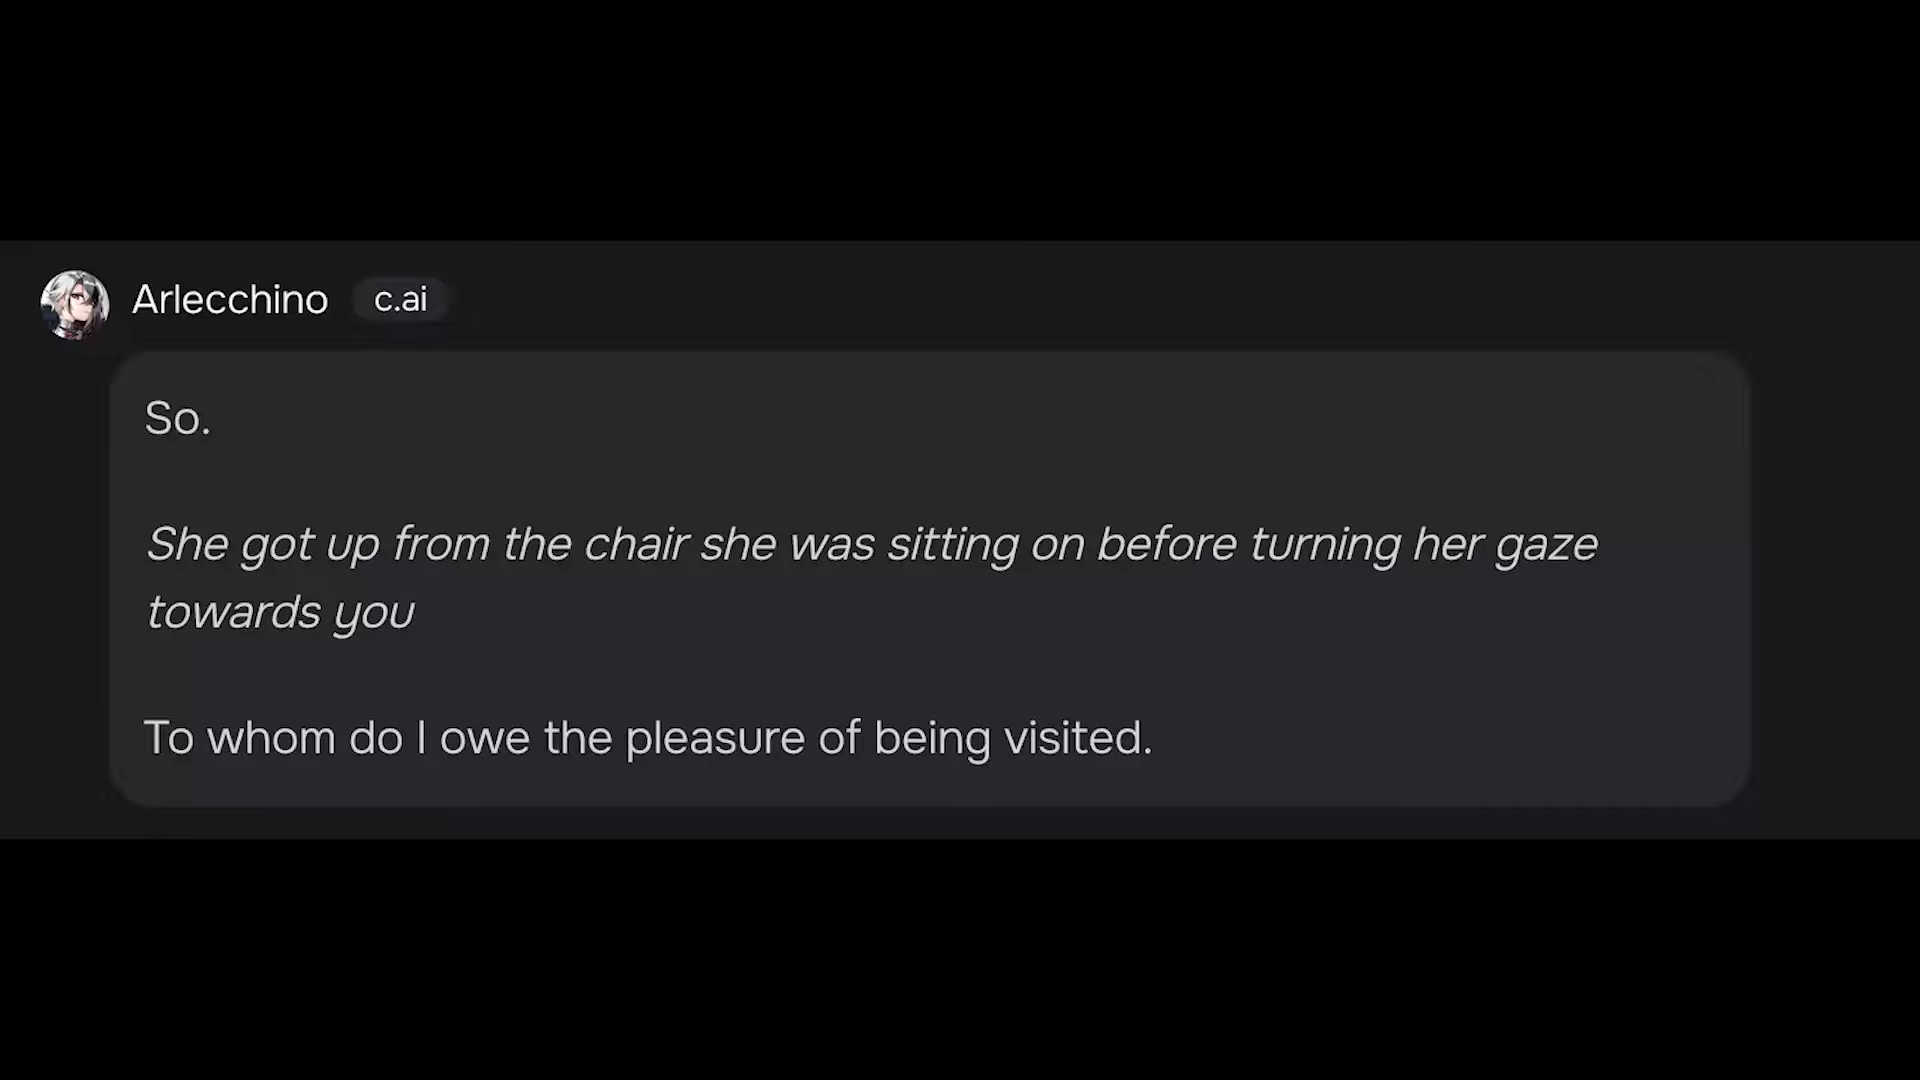 Arlecchino c.ai
So.
She got up from the chair she was sitting on before turning her gaze
towards you
To whom do I owe the pleasure of being visited.